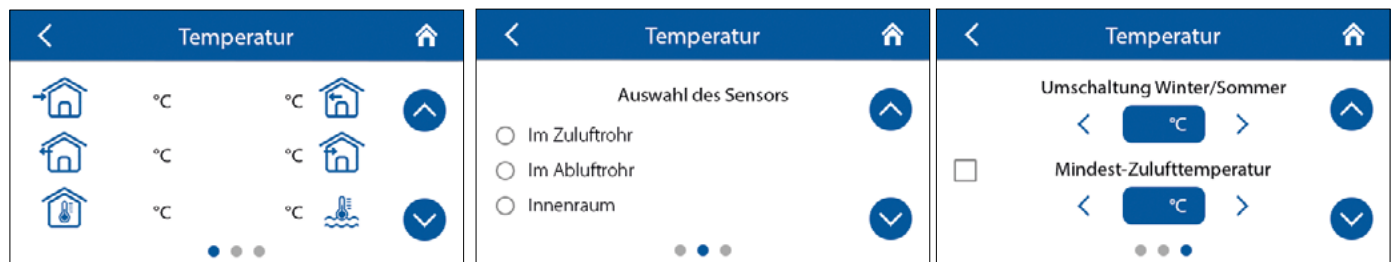 Temperatur
°C °C
°C °C
°C °C
Temperatur
Auswahl des Sensors
Im Zuluftrohr
Im Abluftrohr
Innenraum
Temperatur
Umschaltung Winter/Sommer
°C
Mindest-Zulufttemperatur
°C